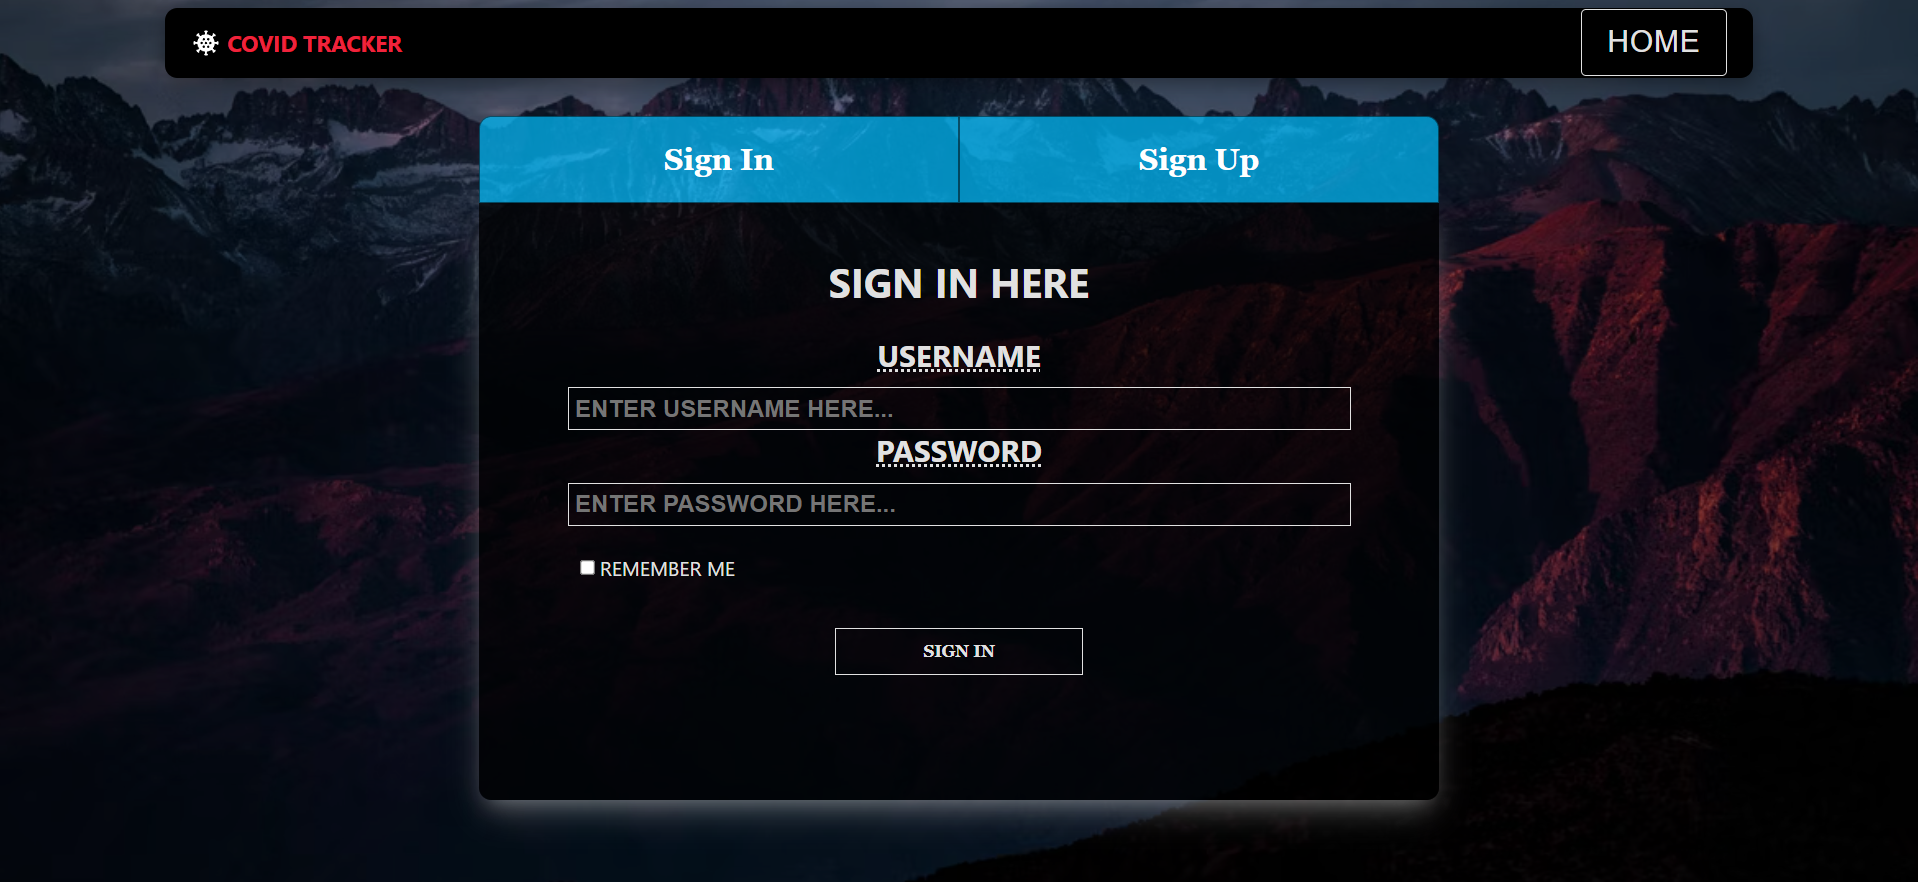 COVID TRACKER
HOME
Sign In
Sign Up
SIGN IN HERE
USERNAME
ENTER USERNAME HERE...
PASSWORD
ENTER PASSWORD HERE...
REMEMBER ME
SIGN IN